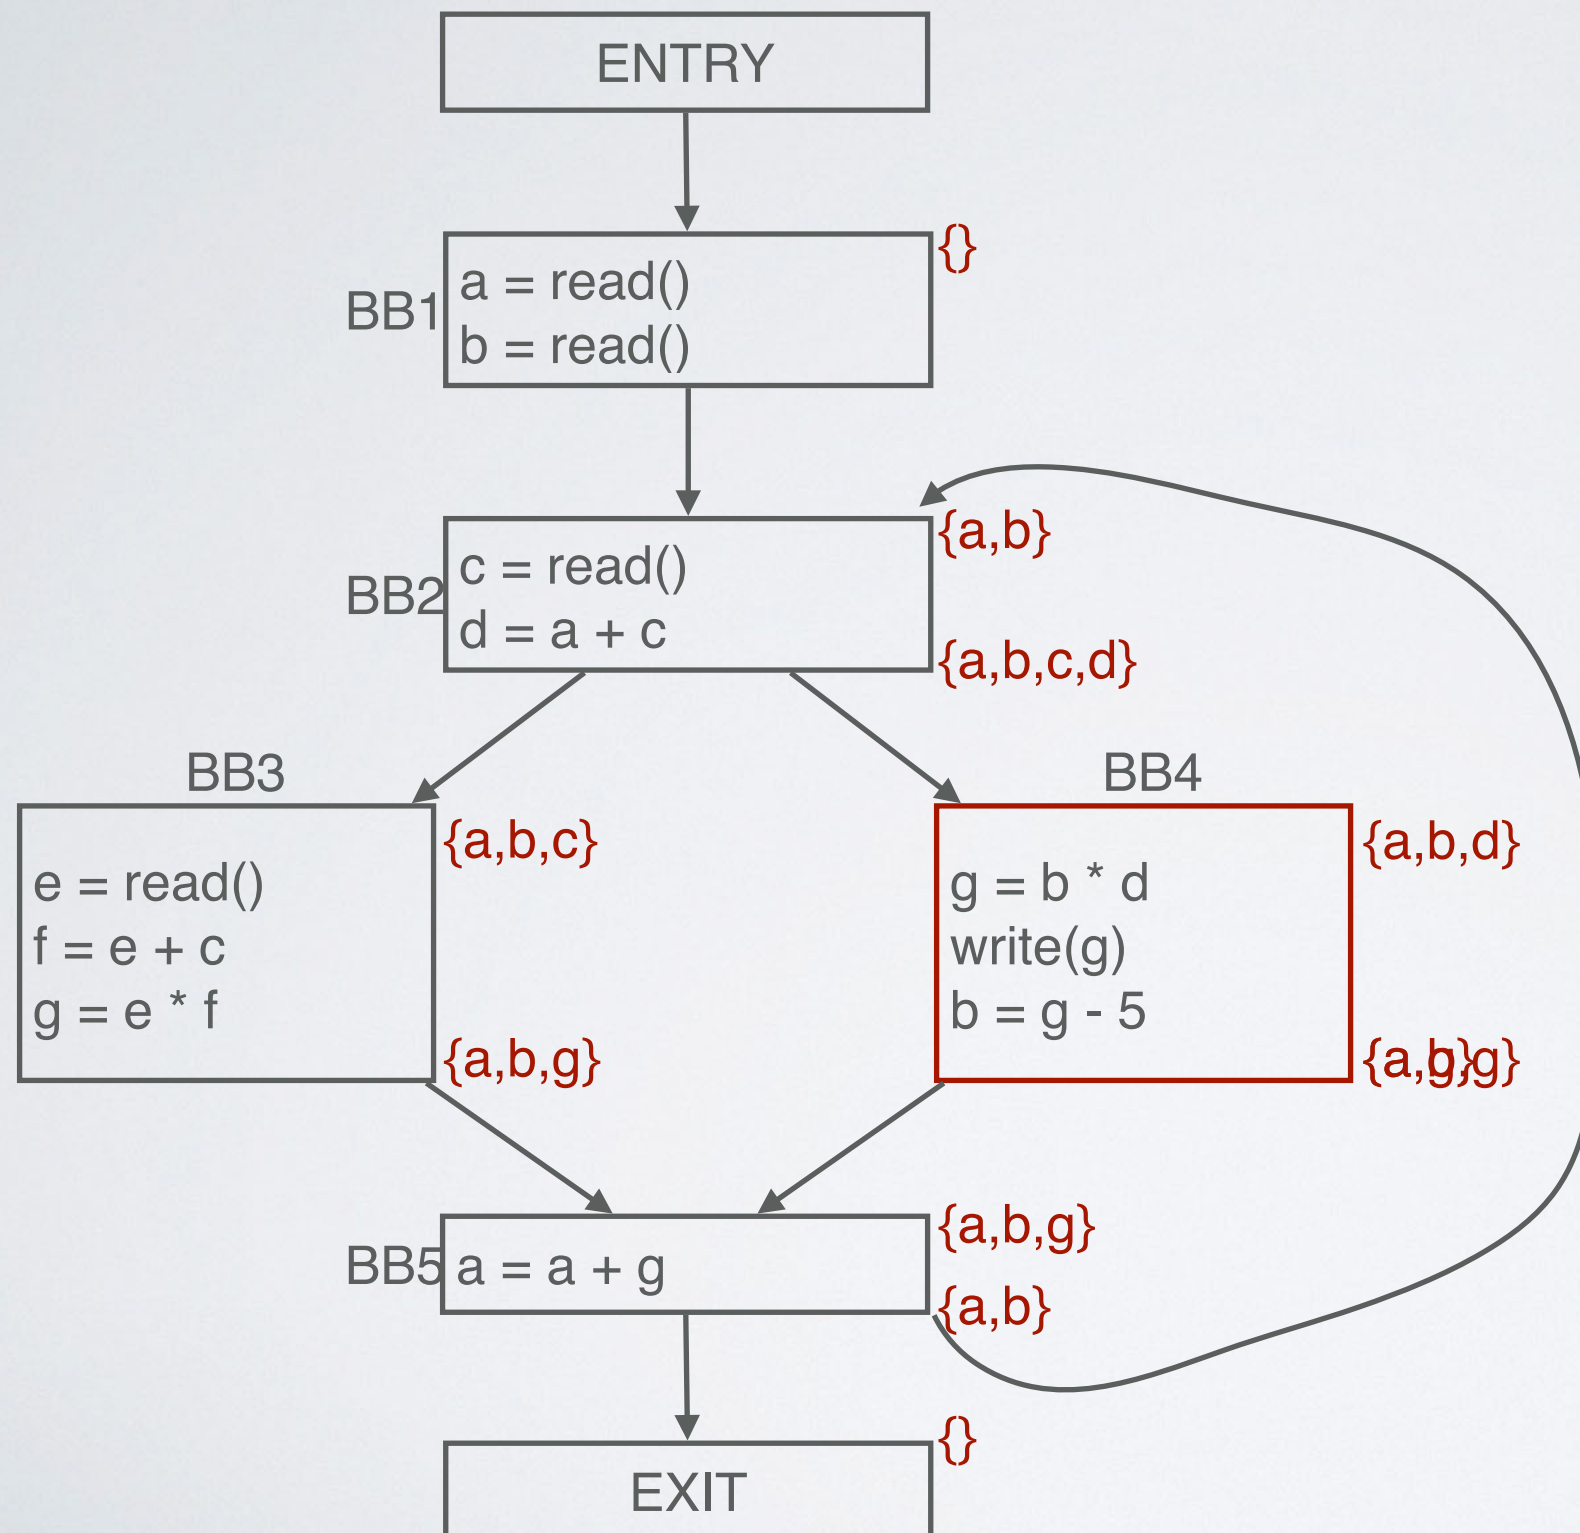 ENTRY
{}
BB1
a = read()
b = read()
{a,b}
BB2
c = read()
d = a + c
{a,b,c,d}
BB3
BB4
{a,b,c}
{a,b,d}
e = read()
f = e + c
g = e * f
g = b * d
write(g)
b = g - 5
{a,b,g}
{a,b,g}
BB5
a = a + g
{a,b}
{}
EXIT